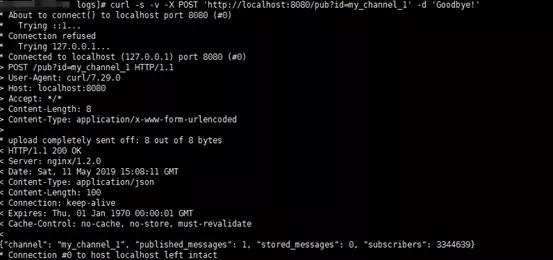 logs]# curl -s -v -X POST 'http://localhost:8080/pub?id=my_channel_1' -d 'Goodbye!'
* About to connect() to localhost port 8080 (#0)
*   Trying ::1...
* Connection refused
*   Trying 127.0.0.1...
* Connected to localhost (127.0.0.1) port 8080 (#0)
> POST /pub?id=my_channel_1 HTTP/1.1
> User-Agent: curl/7.29.0
> Host: localhost:8080
> Accept: */*
> Content-Length: 8
> Content-Type: application/x-www-form-urlencoded
>
* upload completely sent off: 8 out of 8 bytes
< HTTP/1.1 200 OK
< Server: nginx/1.2.0
< Date: Sat, 11 May 2019 15:08:11 GMT
< Content-Type: application/json
< Content-Length: 100
< Connection: keep-alive
< Expires: Thu, 01 Jan 1970 00:00:01 GMT
< Cache-Control: no-cache, no-store, must-revalidate
<
{"channel": "my_channel_1", "published_messages": 1, "stored_messages": 0, "subscribers": 3344639}
* Connection #0 to host localhost left intact